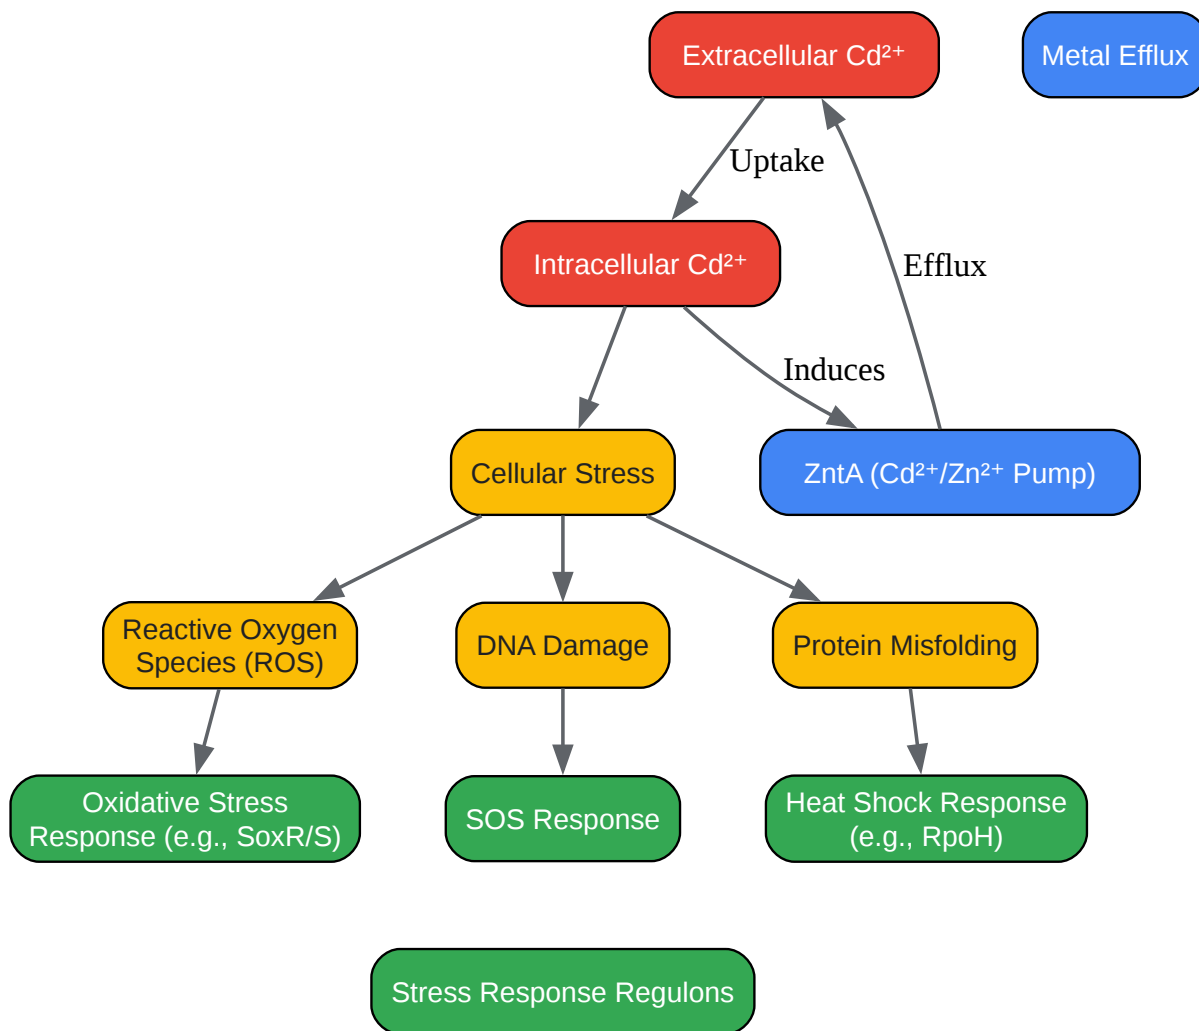 Extracellular Cd²⁺
Metal Efflux
Uptake
Intracellular Cd²⁺
Efflux
Induces
Cellular Stress
ZntA (Cd²⁺/Zn²⁺ Pump)
Reactive Oxygen
Species (ROS)
DNA Damage
Protein Misfolding
Oxidative Stress
Response (e.g., SoxR/S)
SOS Response
Heat Shock Response
(e.g., RpoH)
Stress Response Regulons